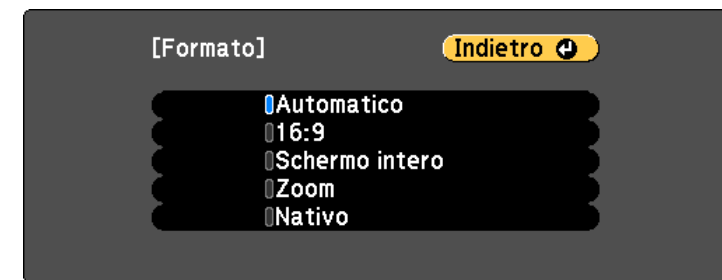 [Formato]
Indietro
Automatico
16:9
Schermo intero
Zoom
Nativo